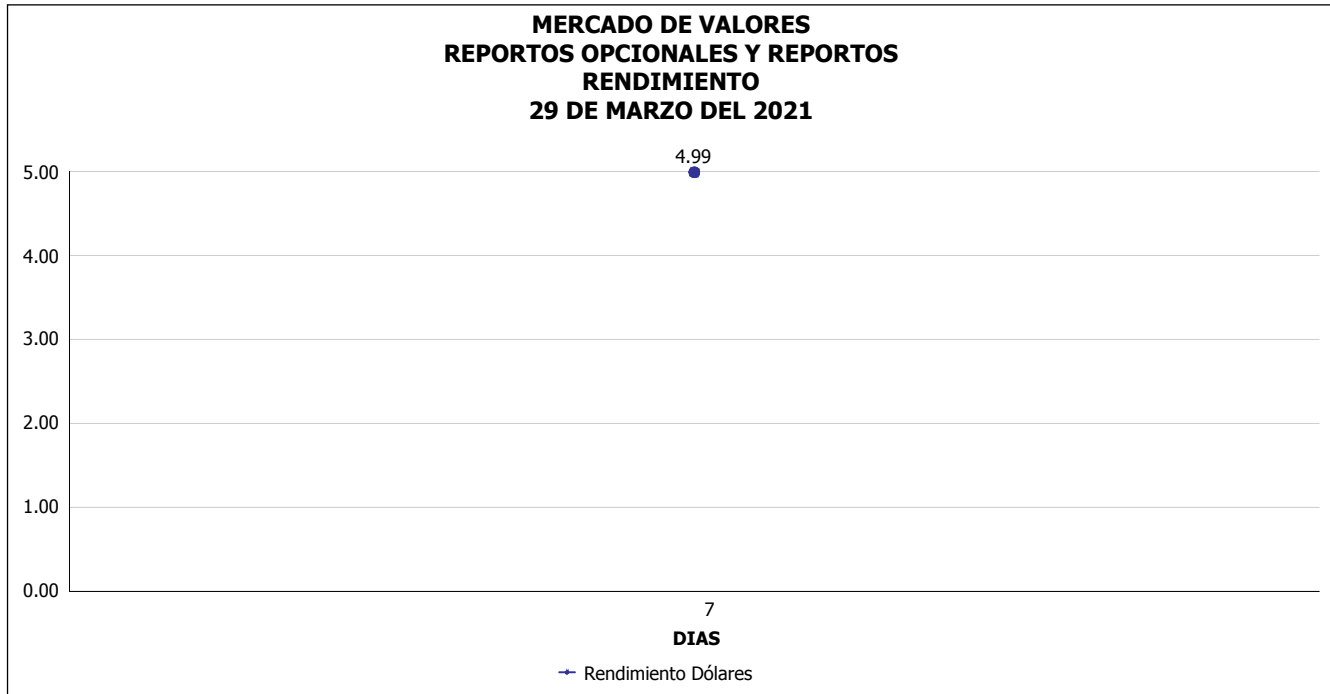 MERCADO DE VALORES
REPORTOS OPCIONALES Y REPORTOS
RENDIMIENTO
29 DE MARZO DEL 2021
4.99
5.00
4.00
3.00
2.00
1.00
0.00
7
DIAS
Rendimiento Dólares